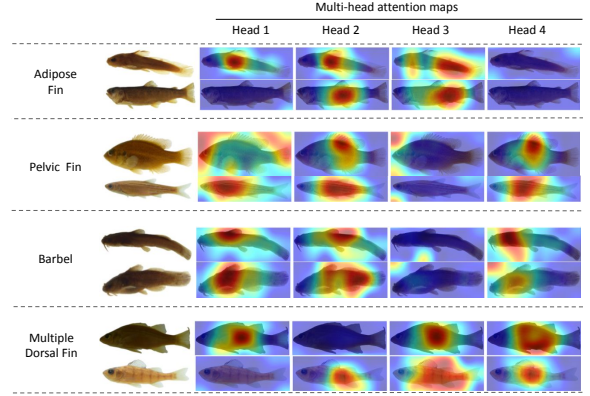 Multi-head attention maps
Head 1 Head 2 Head 3 Head 4
Adipose
Fin
Pelvic Fin
Barbel
Multiple
Dorsal Fin